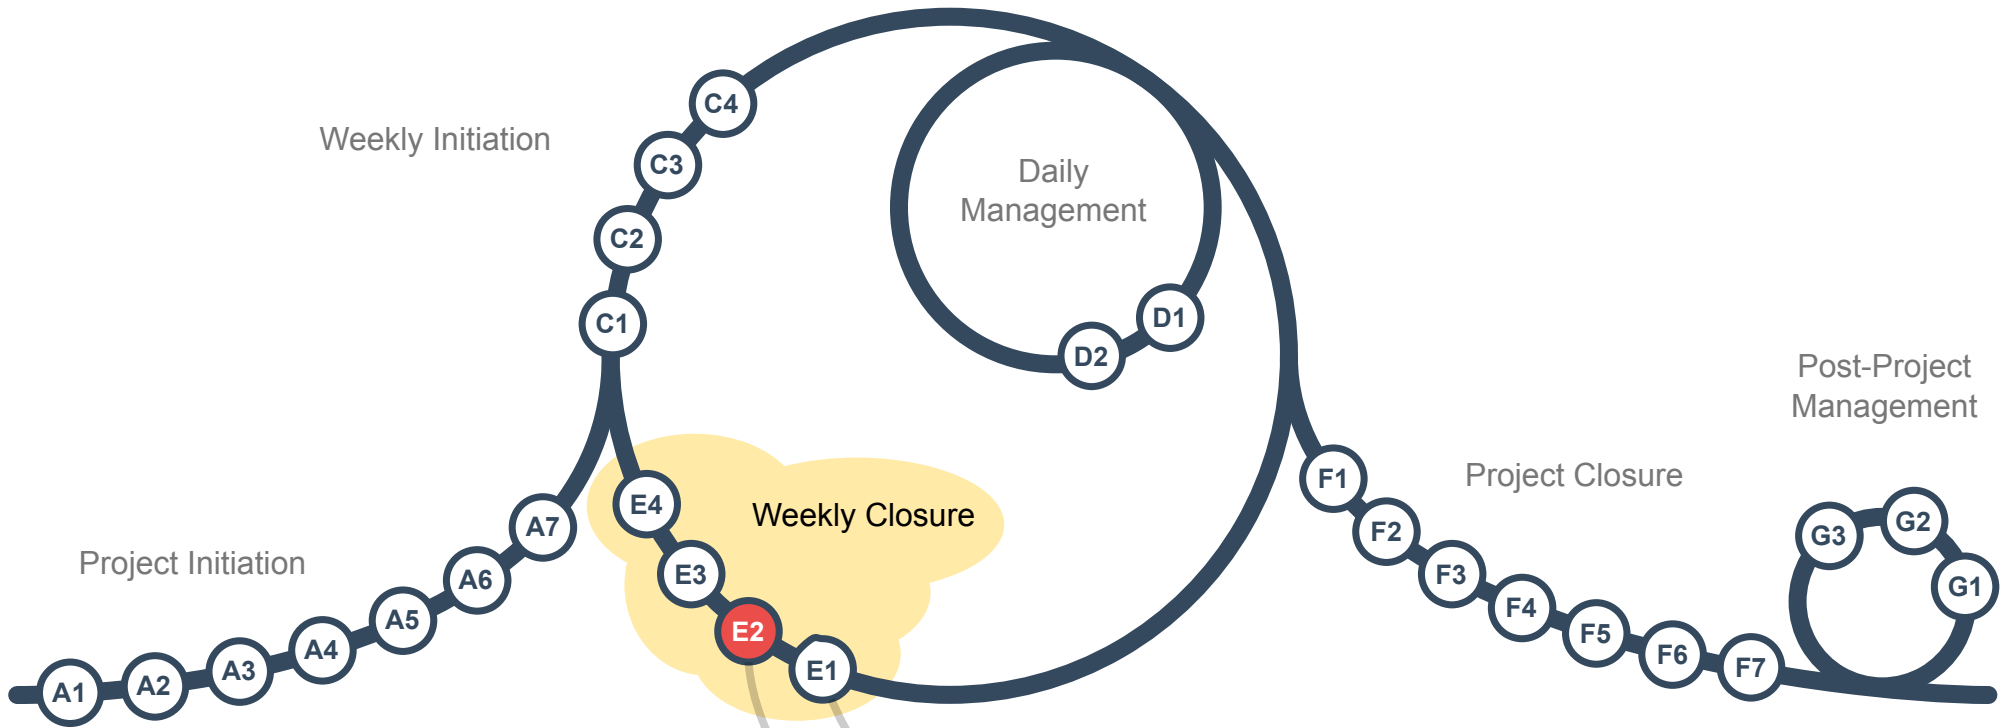 Weekly Initiation
C4
C3
C2
C1
Daily
Management
D1
D2
Post-Project
Management
Project Closure
F1
F2
F3
F4
F5
F6
F7
G3
G2
G1
Weekly Closure
E4
E3
E2
E1
Project Initiation
A7
A6
A5
A4
A3
A2
A1